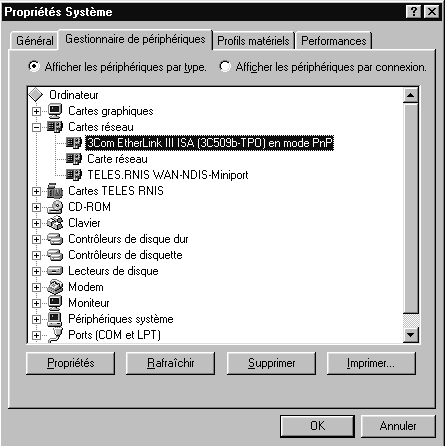 Propriétés Système
Général Gestionnaire de périphériques Profils matériels Performances
Afficher les périphériques par type. Afficher les périphériques par connexion.
Ordinateur
Cartes graphiques
Cartes réseau
3Com EtherLink III ISA (3C509b-TPO) en mode PnP
Carte réseau
TELES.RNIS WAN-NDIS-Miniport
Cartes TELES RNIS
CD-ROM
Clavier
Contrôleurs de disque dur
Contrôleurs de disquette
Lecteurs de disque
Modem
Moniteur
Périphériques système
Ports (COM et LPT)
Propriétés Rafraîchir Supprimer Imprimer...
OK Annuler